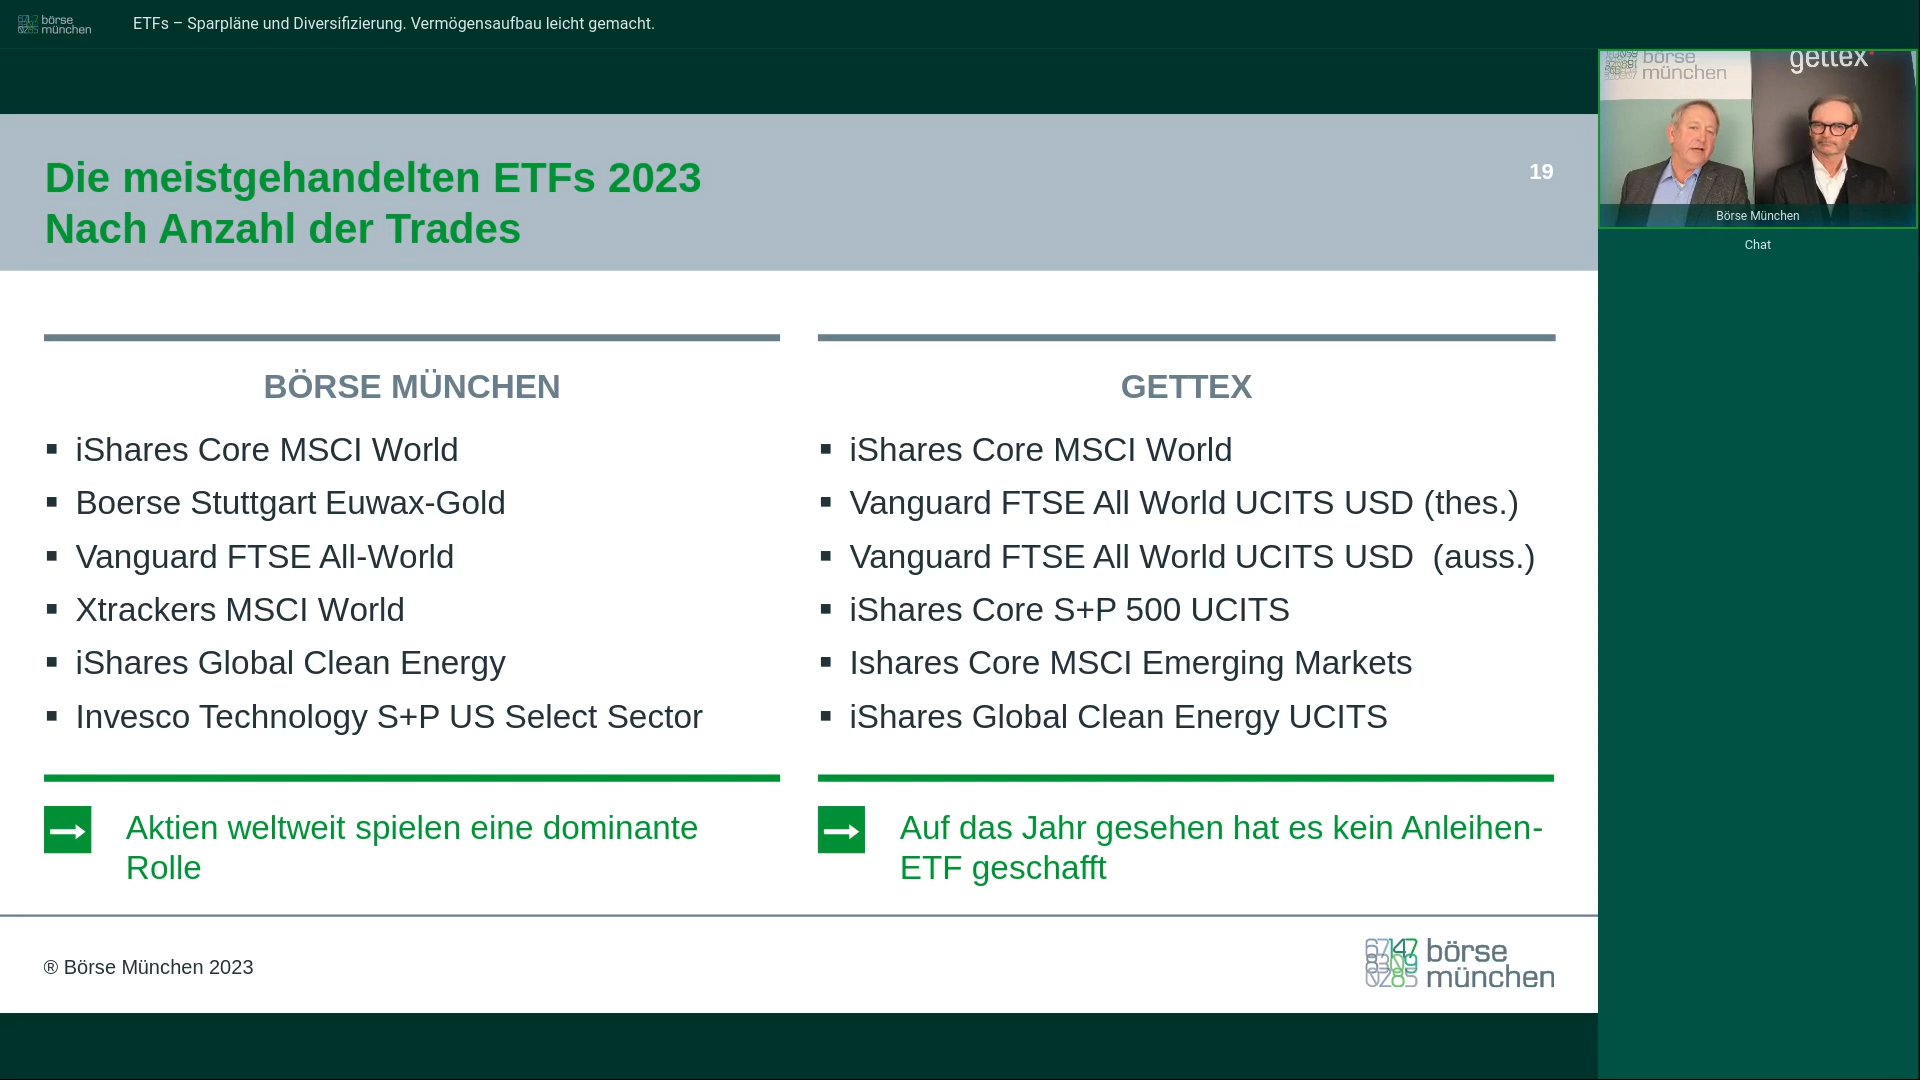 börse
münchen
ETFs – Sparpläne und Diversifizierung. Vermögensaufbau leicht gemacht.
börse
münchen
gettex
Börse München
Chat
Die meistgehandelten ETFs 2023
Nach Anzahl der Trades
19
BÖRSE MÜNCHEN
▪ iShares Core MSCI World
▪ Boerse Stuttgart Euwax-Gold
▪ Vanguard FTSE All-World
▪ Xtrackers MSCI World
▪ iShares Global Clean Energy
▪ Invesco Technology S+P US Select Sector
Aktien weltweit spielen eine dominante
Rolle
GETTEX
▪ iShares Core MSCI World
▪ Vanguard FTSE All World UCITS USD (thes.)
▪ Vanguard FTSE All World UCITS USD  (auss.)
▪ iShares Core S+P 500 UCITS
▪ Ishares Core MSCI Emerging Markets
▪ iShares Global Clean Energy UCITS
Auf das Jahr gesehen hat es kein Anleihen-
ETF geschafft
® Börse München 2023
67147
83109
0285
börse
münchen